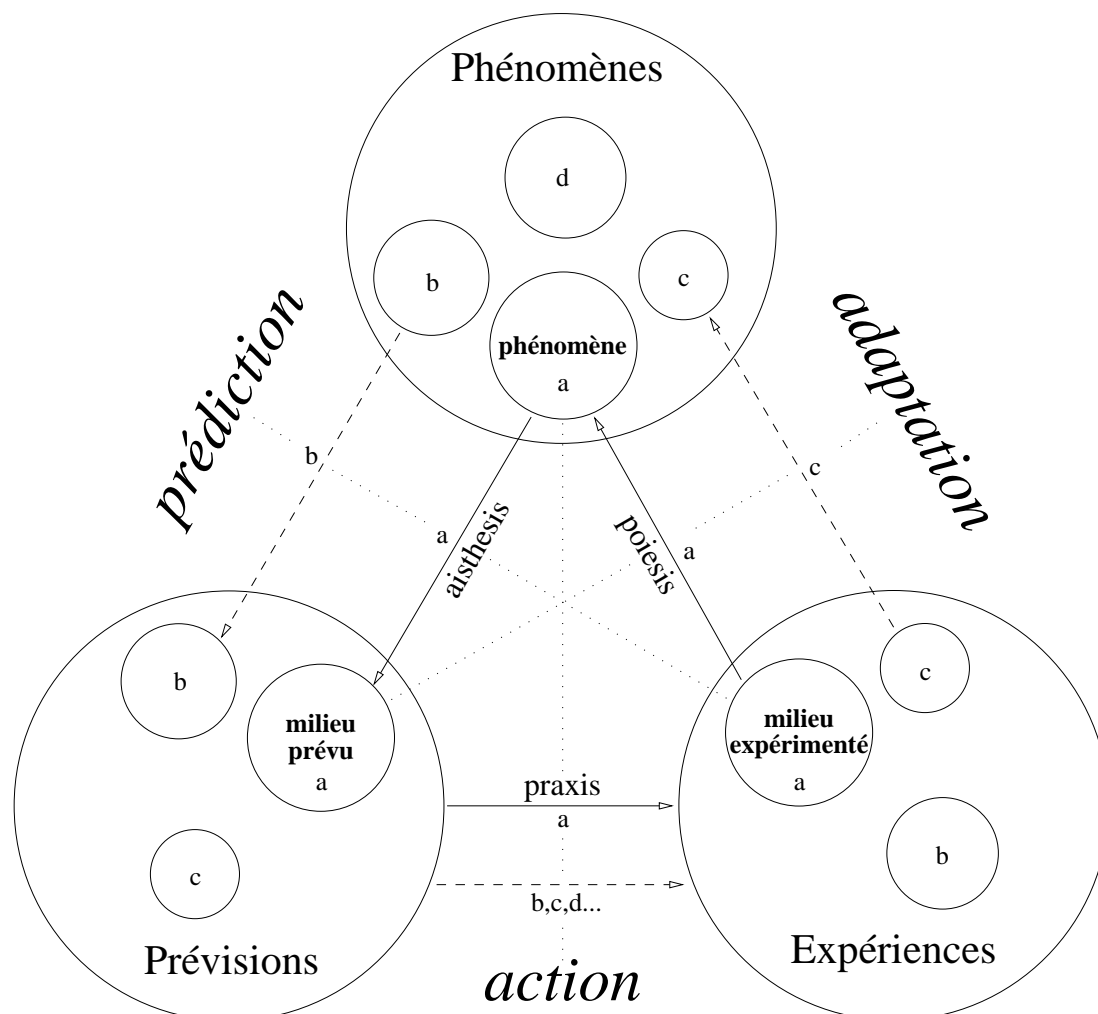 Phénomènes
d
b
c
phénomène
a
prédiction
adaptation
b
c
a
aisthesis
poiesis
a
b
milieu
prévu
a
c
milieu
expérimenté
a
praxis
a
c
b
b,c,d...
Prévisions
Expériences
action